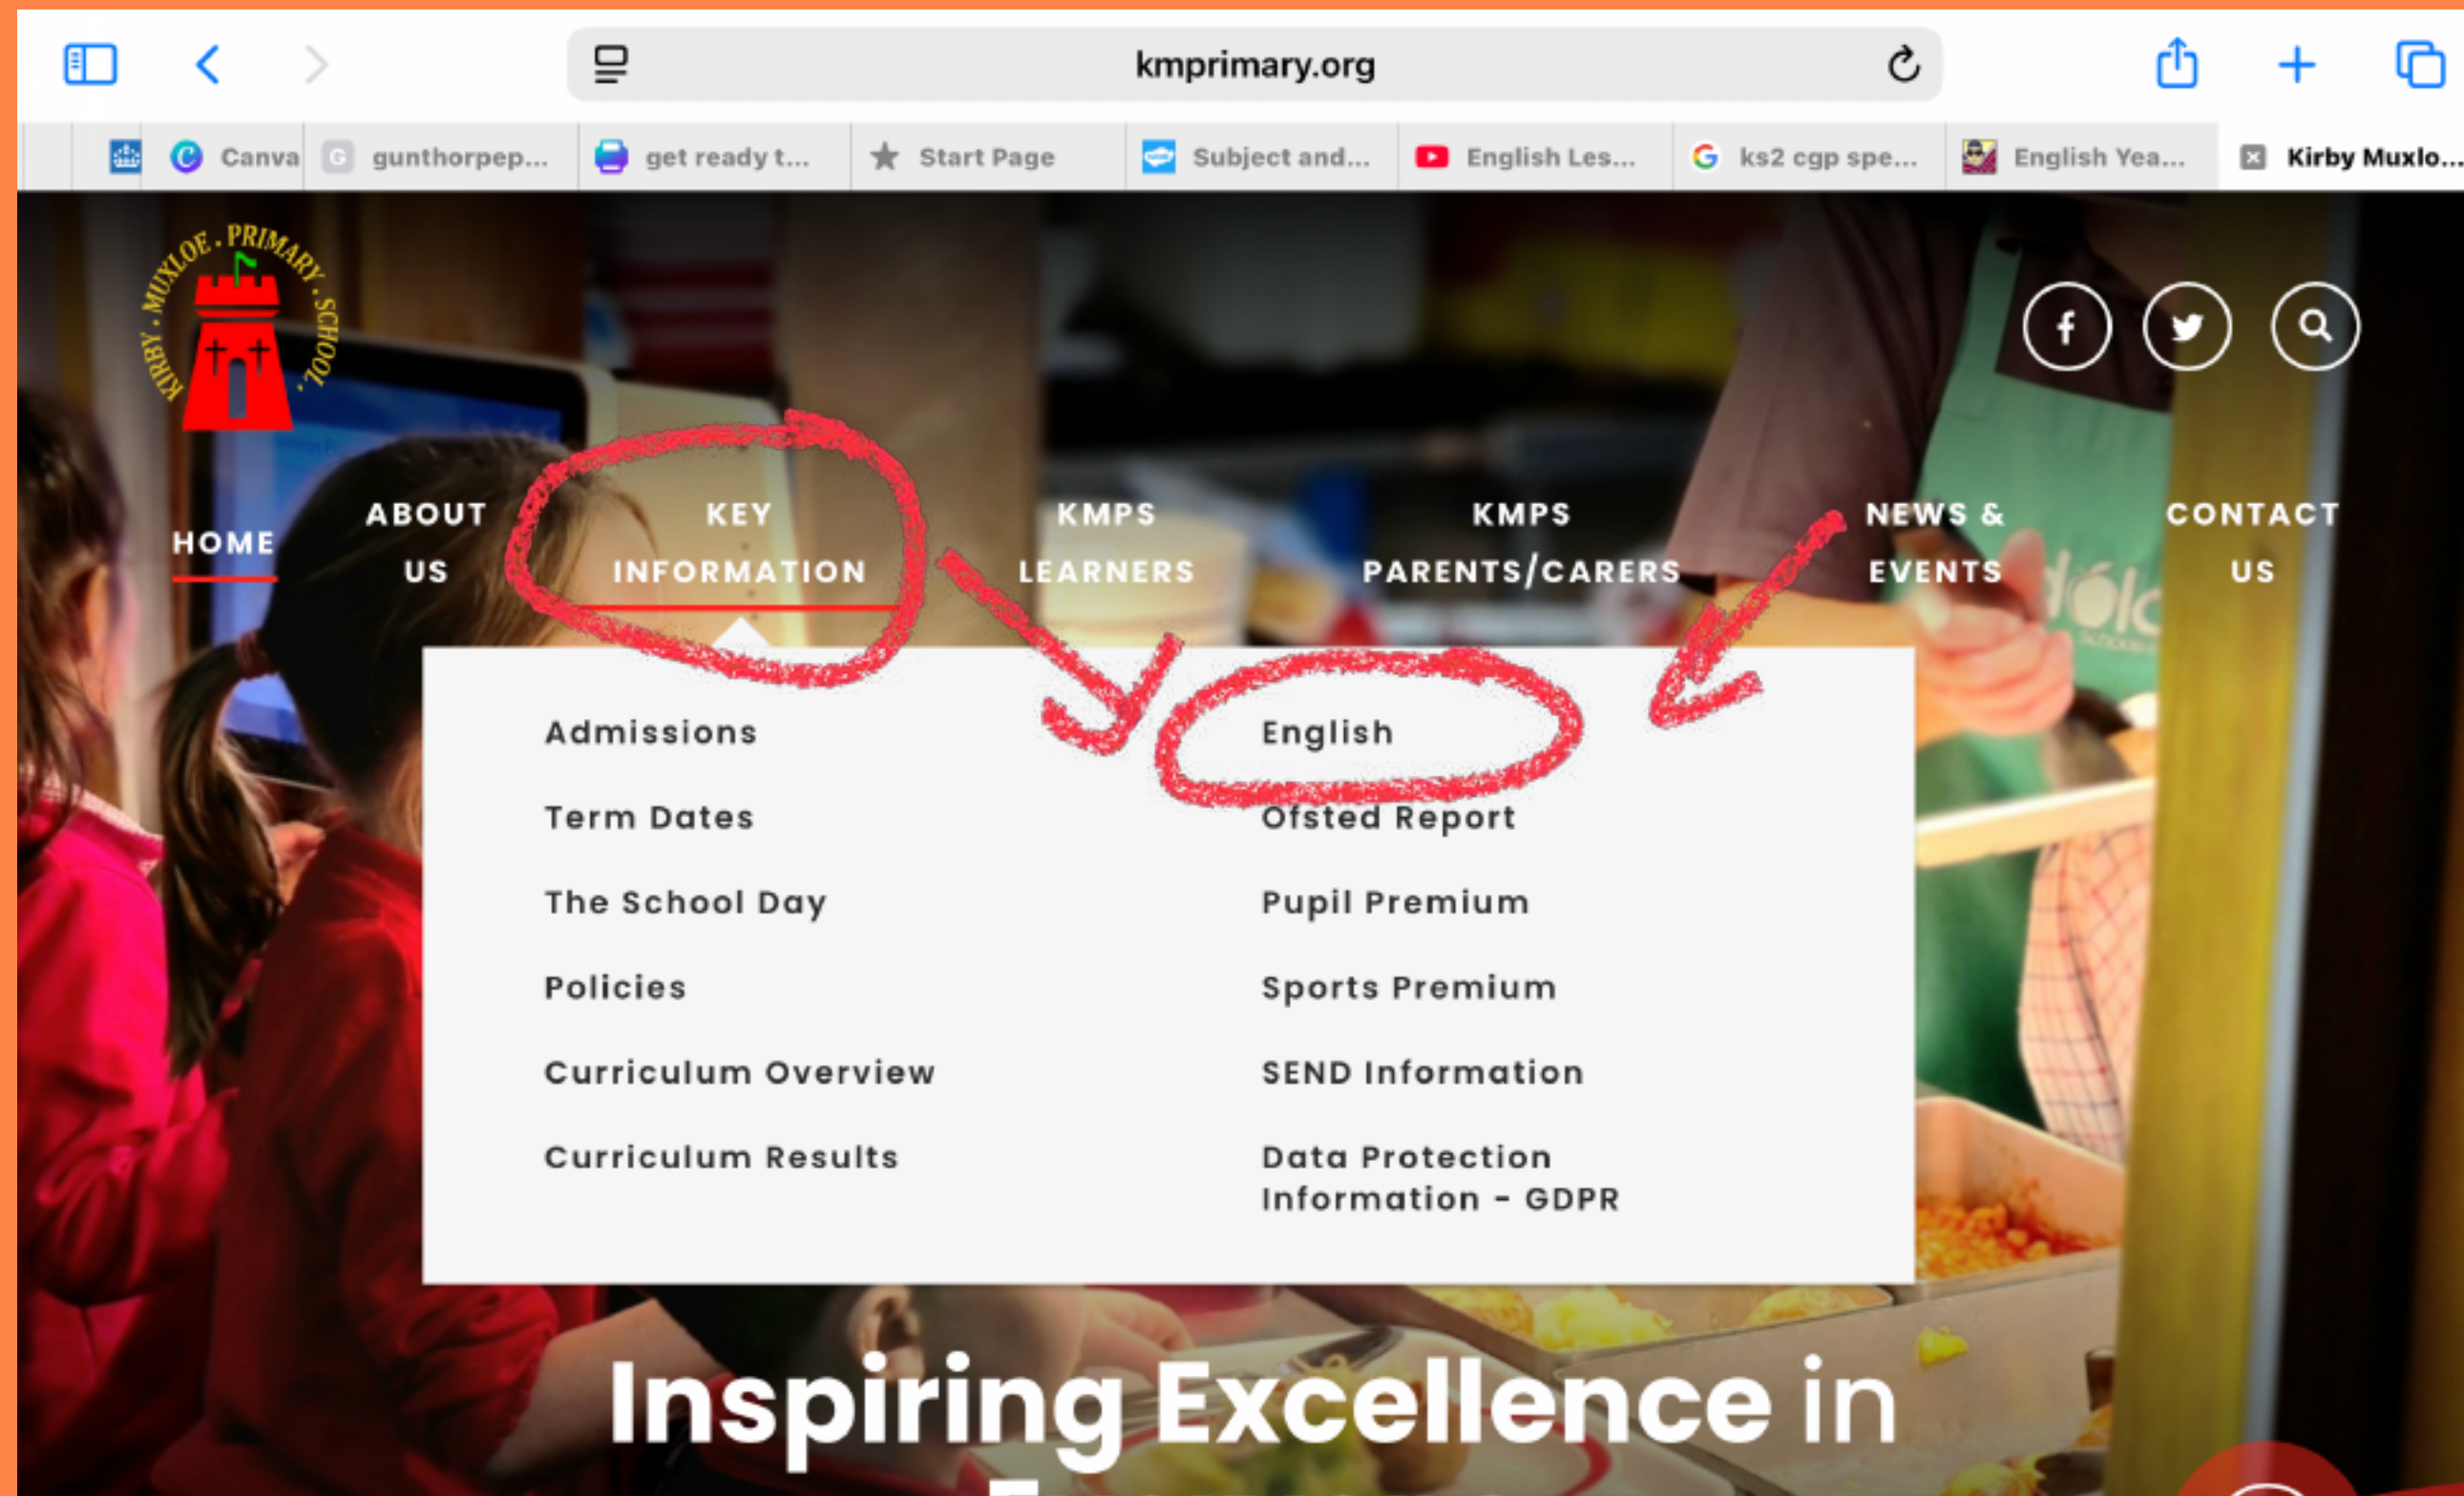 kmprimary.org
Canva
gunthorpep...
get ready t...
Start Page
Subject and...
English Les...
ks2 cgp spe...
English Yea...
Kirby Muxlo...
KIRBY . MUXLOE . PRIMARY . SCHOOL .
HOME
ABOUT
US
KEY
INFORMATION
KMPS
LEARNERS
KMPS
PARENTS/CARERS
NEWS &
EVENTS
CONTACT
US
Admissions
Term Dates
The School Day
Policies
Curriculum Overview
Curriculum Results
English
Ofsted Report
Pupil Premium
Sports Premium
SEND Information
Data Protection
Information - GDPR
Inspiring Excellence in